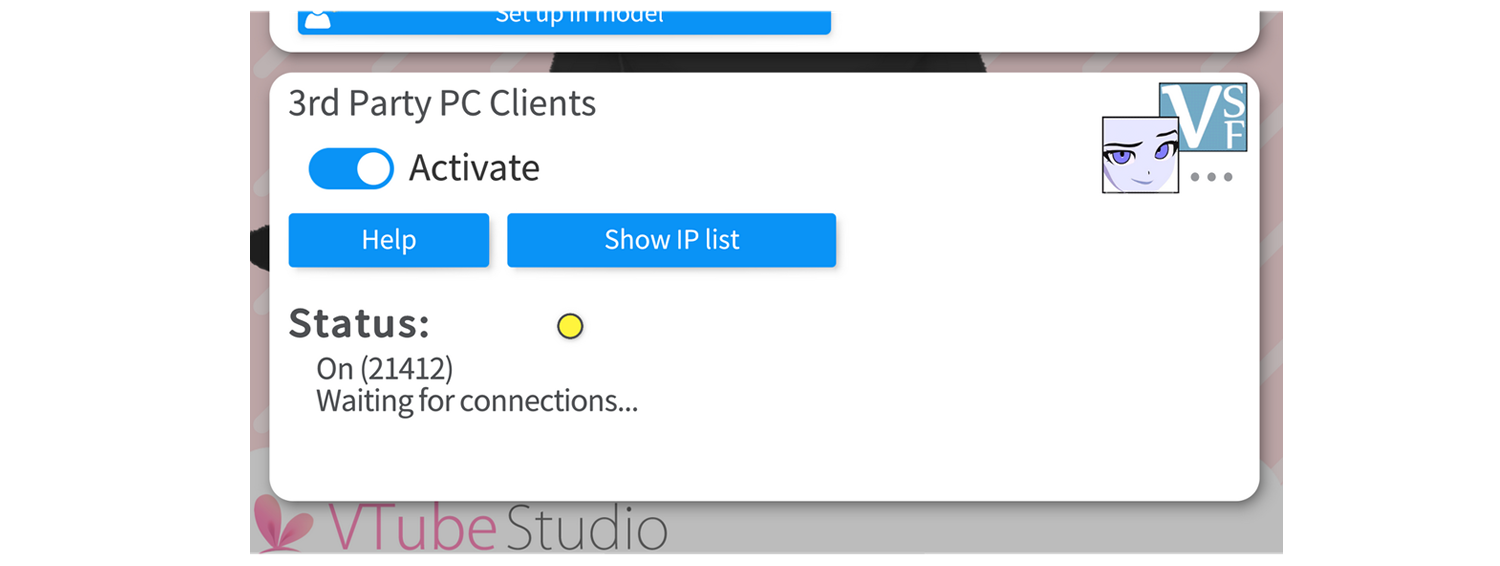 Set up in model
3rd Party PC Clients
VSF
Activate
Help
Show IP list
Status:
On (21412)
Waiting for connections...
VTube Studio